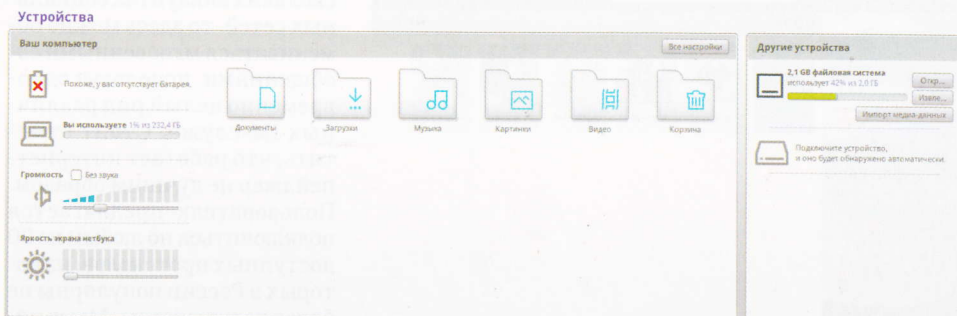 Устройства
Ваш компьютер
Все настройки
Похоже, у вас отсутствует батарея.
Вы используете 1% из 232,4 ГБ
Громкость
Без звука
Яркость экрана нетбука
Документы
Загрузки
Музыка
Картинки
Видео
Корзина
Другие устройства
2,1 GB файловая система
использует 42% из 2,0 ГБ
Откр...
Извле...
Импорт медиа-данных
Подключите устройство,
и оно будет обнаружено автоматически.